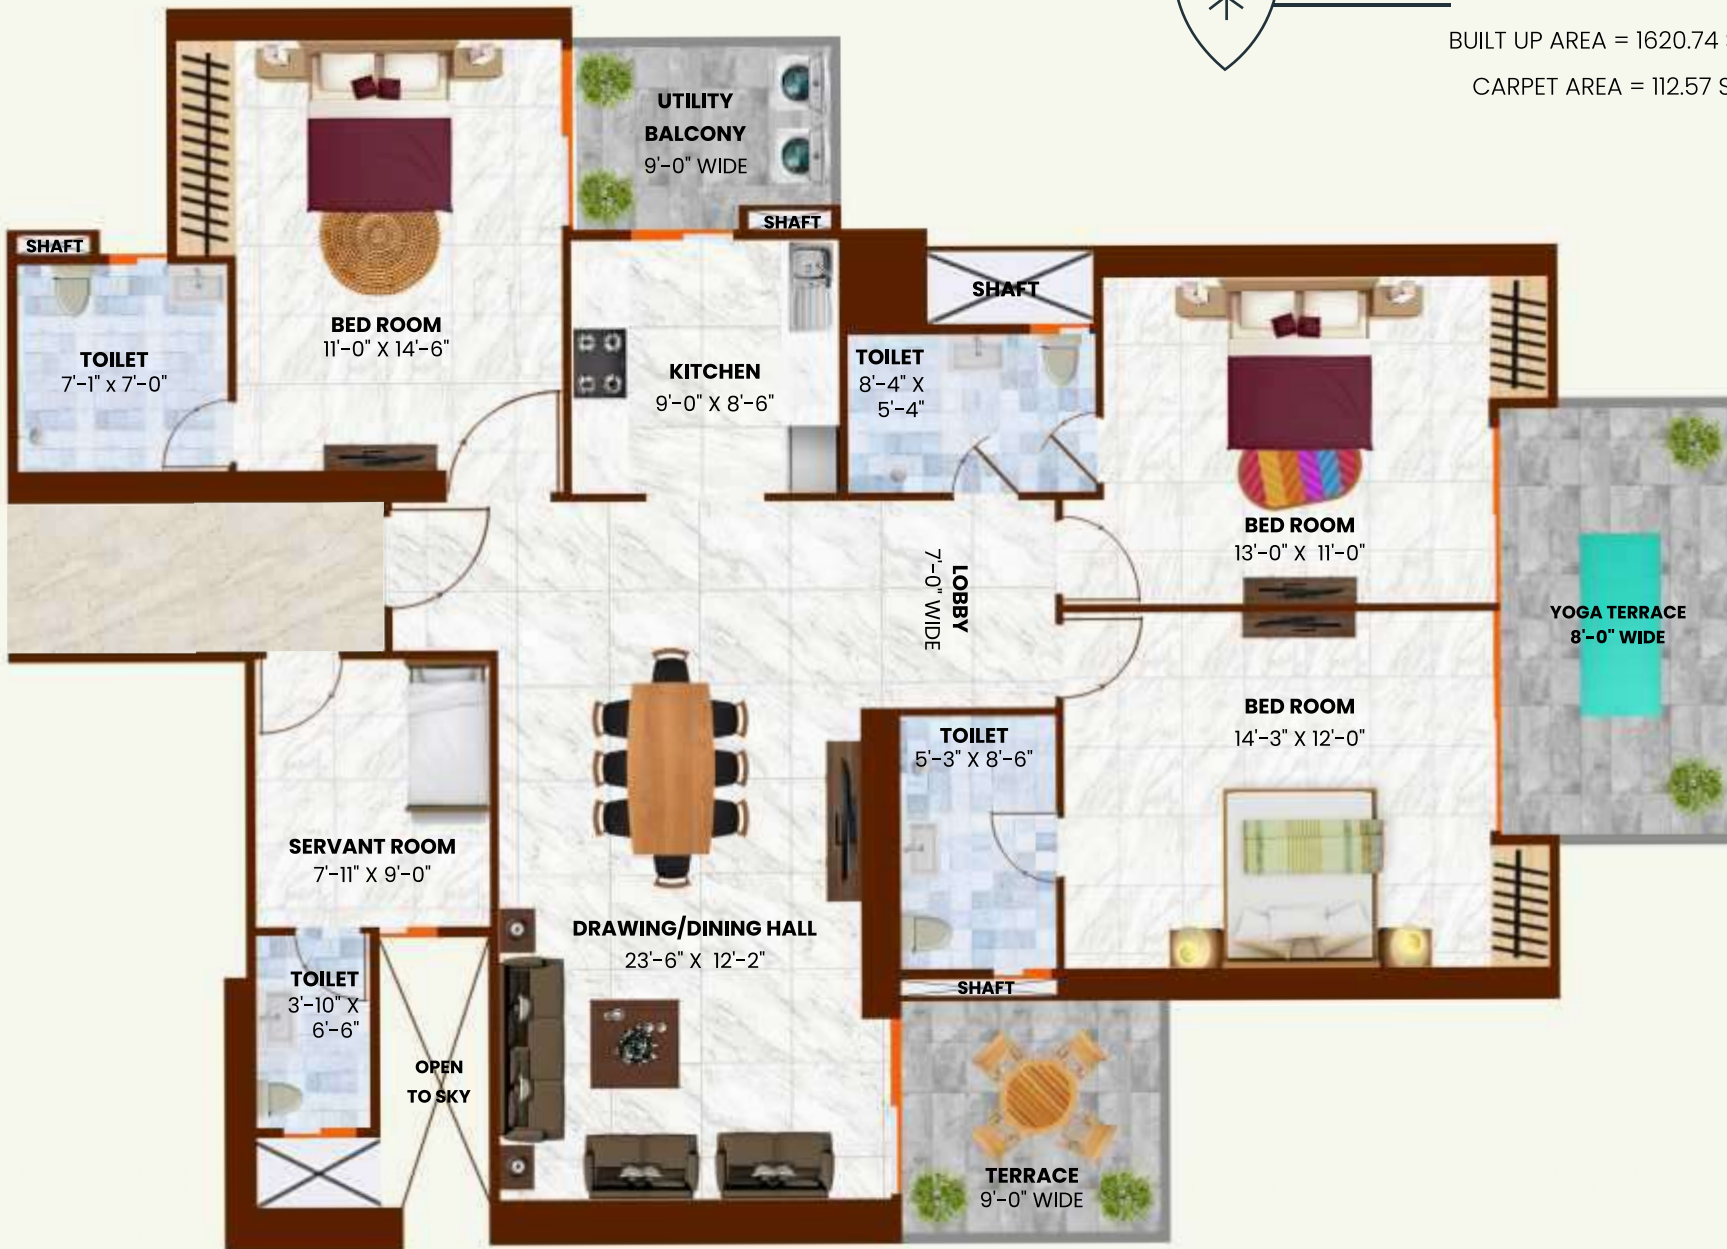 BUILT UP AREA = 1620.74
CARPET AREA = 112.57
UTILITY
BALCONY
9'-0" WIDE
SHAFT
SHAFT
SHAFT
BED ROOM
11'-0" X 14'-6"
TOILET
7'-1" x 7'-0"
KITCHEN
9'-0" X 8'-6"
TOILET
8'-4" X
5'-4"
BED ROOM
13'-0" X 11'-0"
LOBBY
7'-0" WIDE
YOGA TERRACE
8'-0" WIDE
BED ROOM
14'-3" X 12'-0"
TOILET
5'-3" X 8'-6"
SERVANT ROOM
7'-11" X 9'-0"
DRAWING/DINING HALL
23'-6" X 12'-2"
TOILET
3'-10" X
6'-6"
SHAFT
OPEN
TO SKY
TERRACE
9'-0" WIDE